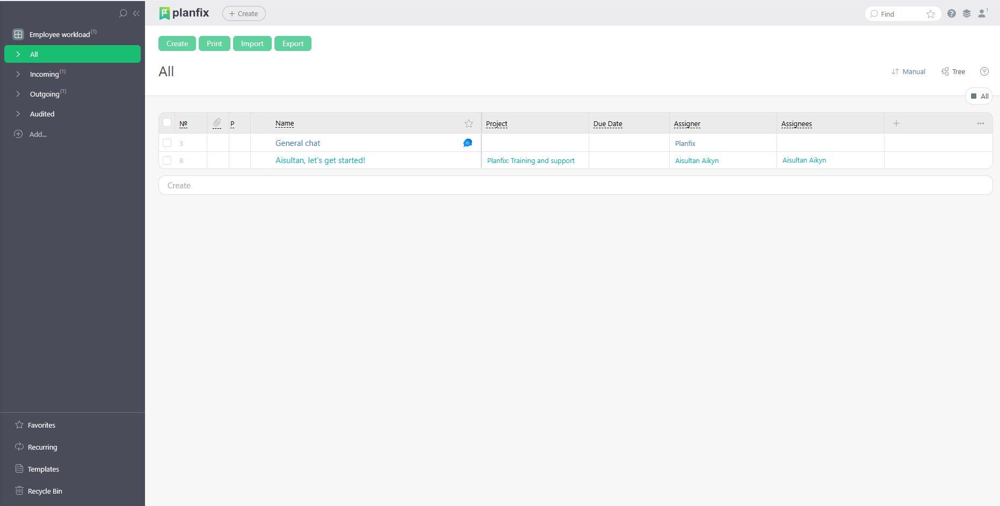 planfix
+ Create
Find
1
Employee workload(1)
All
Incoming(1)
Outgoing(1)
Audited
Add...
Favorites
Recurring
Templates
Recycle Bin
Create Print Import Export
All
Manual Tree
All
№ P Name Project Due Date Assigner Assignees
3 General chat Planfix
8 Aisultan, let's get started! Planfix: Training and support Aisultan Aikyn Aisultan Aikyn
Create